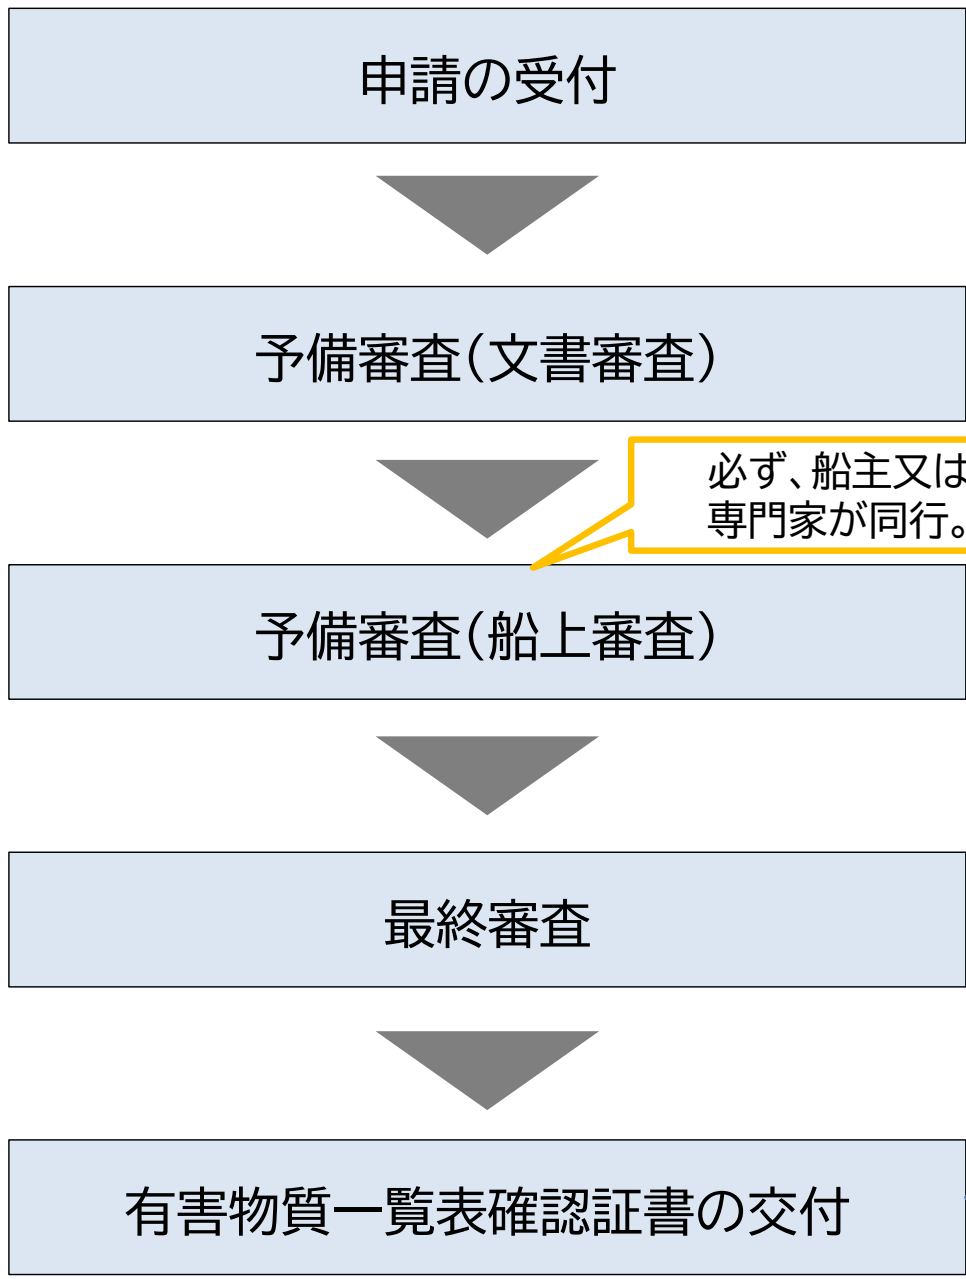 申請の受付
予備審査(文書審査)
必ず、船主又は
専門家が同行。
予備審査(船上審査)
最終審査
有害物質一覧表確認証書の交付